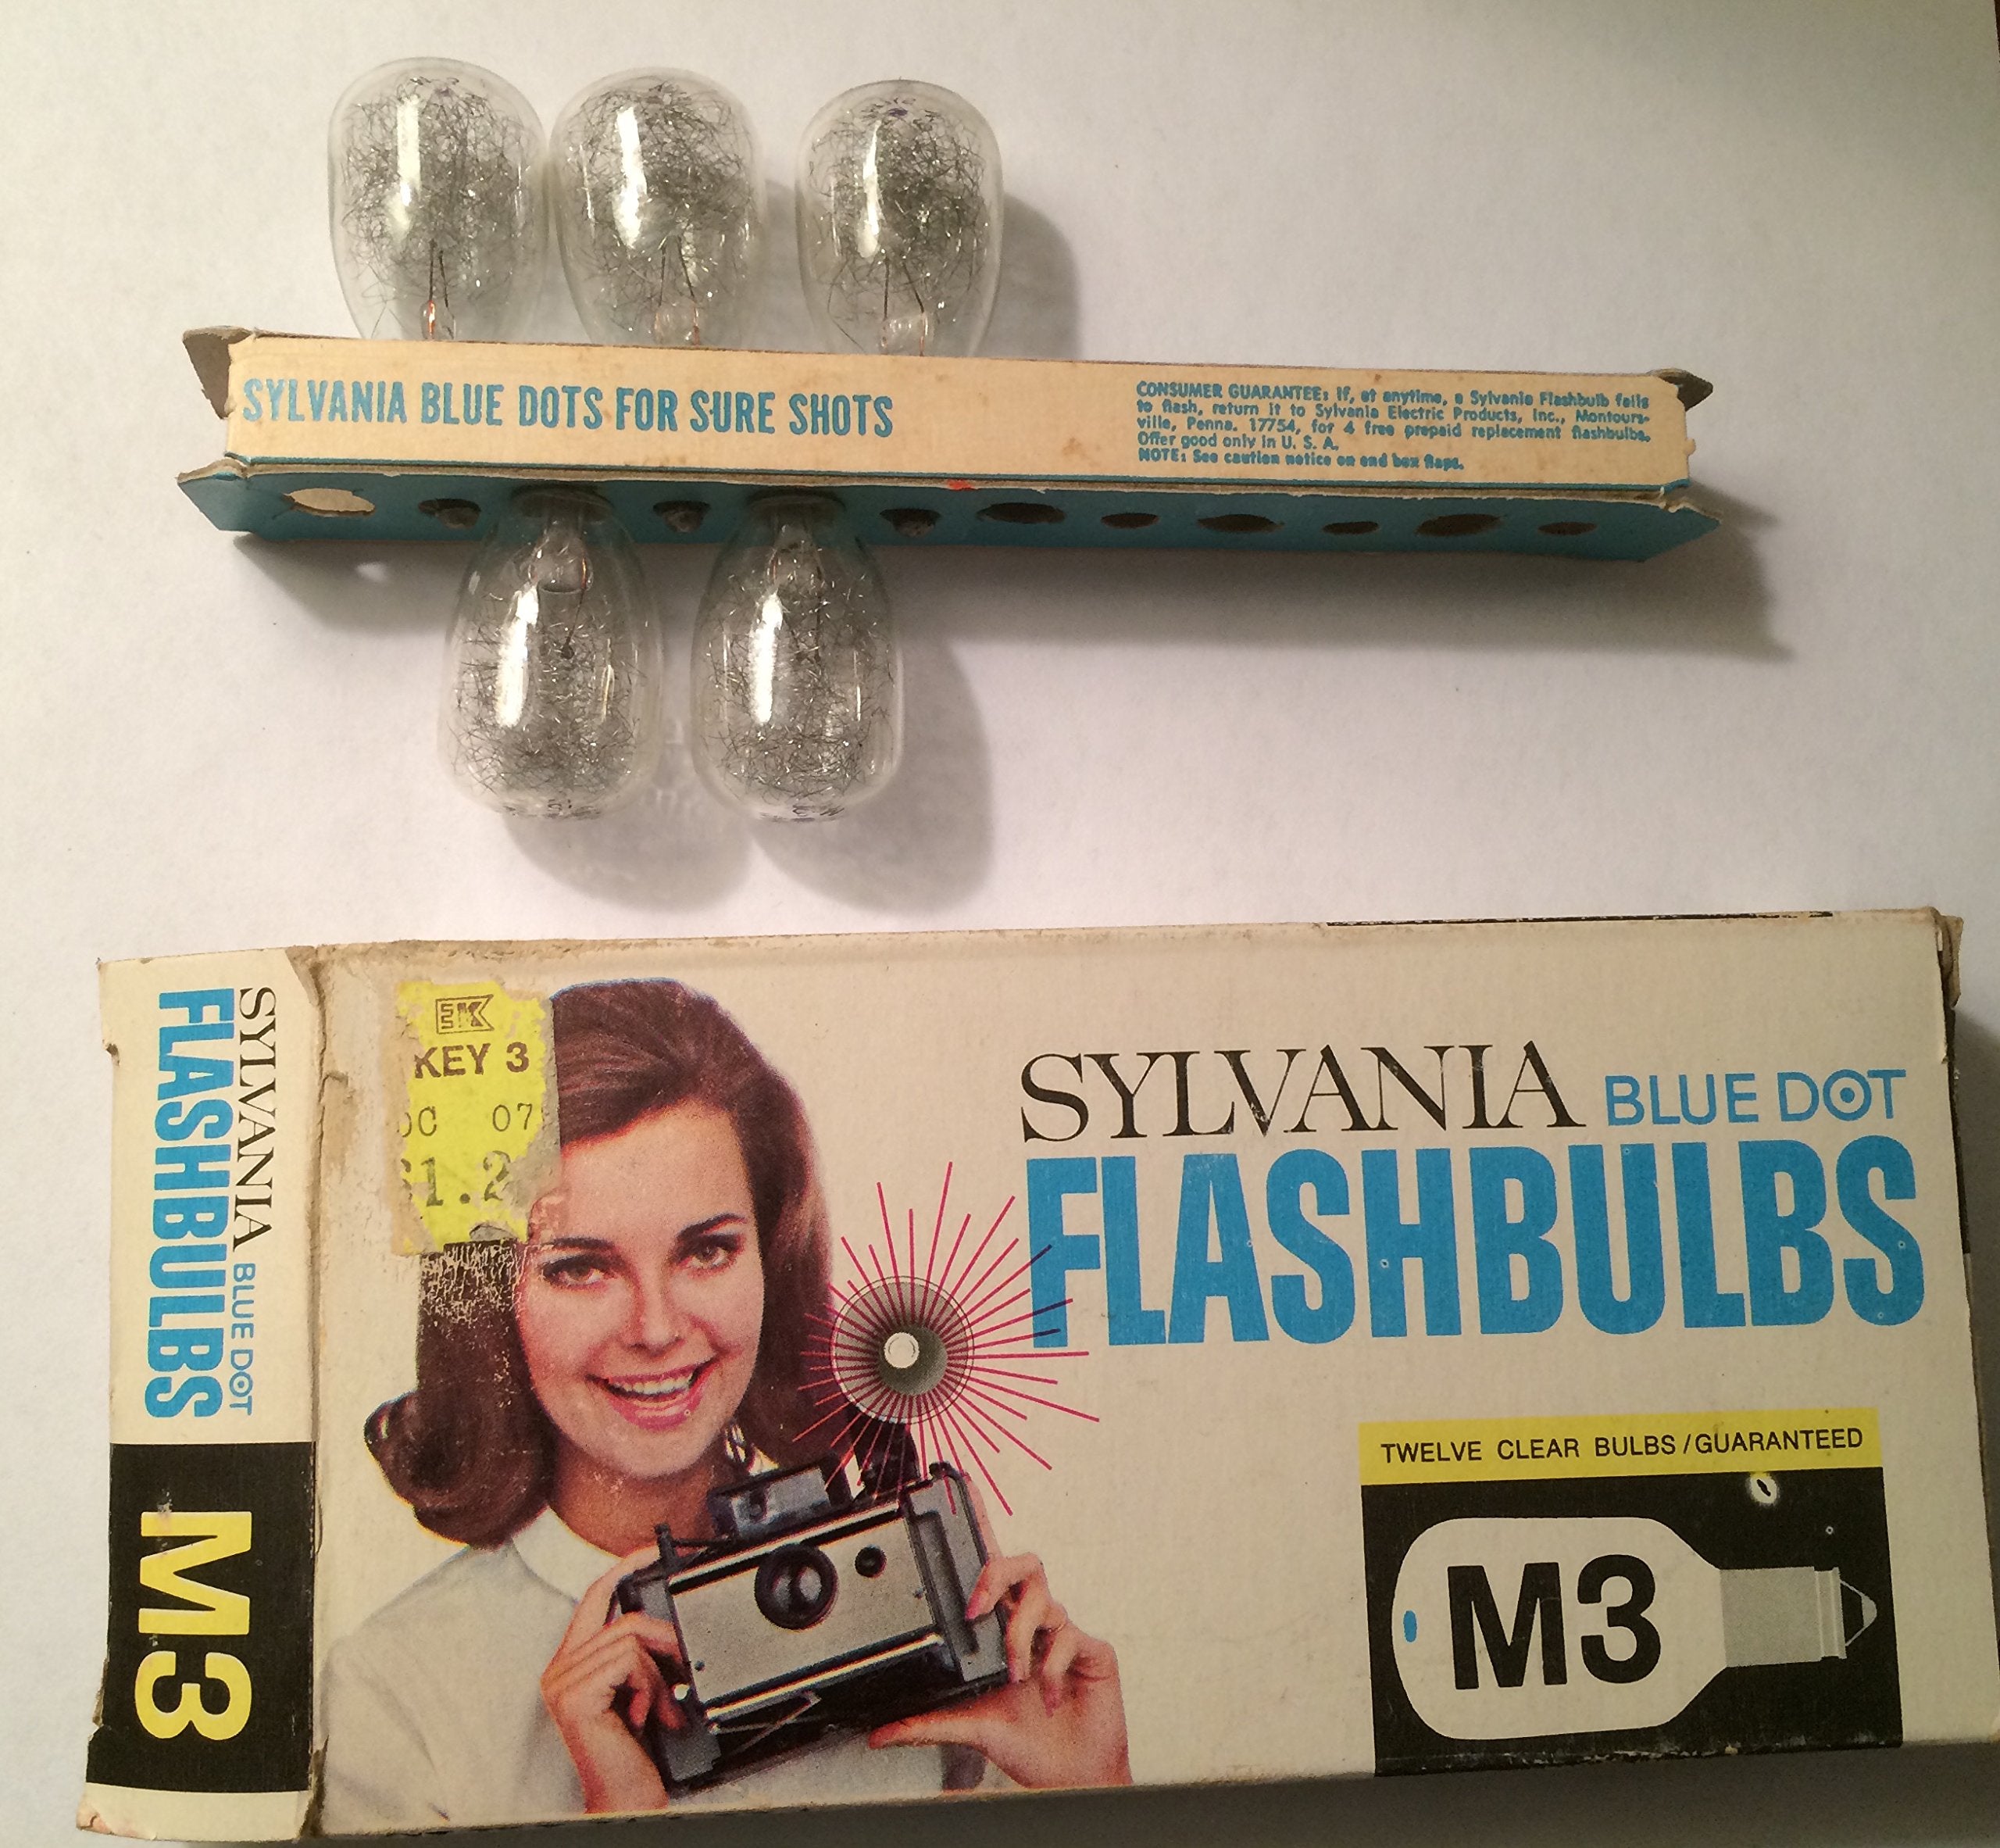 SYLVANIA BLUE DOTS FOR SURE SHOTS
CONSUMER GUARANTEE: If, at anytime, a Sylvania Flashbulb fails
to flash, return it to Sylvania Electric Products, Inc., Montours-
ville, Penna. 17754, for 4 free prepaid replacement flashbulbs.
Offer good only in U. S. A.
NOTE: See caution notice on end box flaps.
SYLVANIA BLUE DOT
FLASHBULBS
M3
EK
KEY 3
07
SYLVANIA BLUE DOT
FLASHBULBS
TWELVE CLEAR BULBS/GUARANTEED
M3